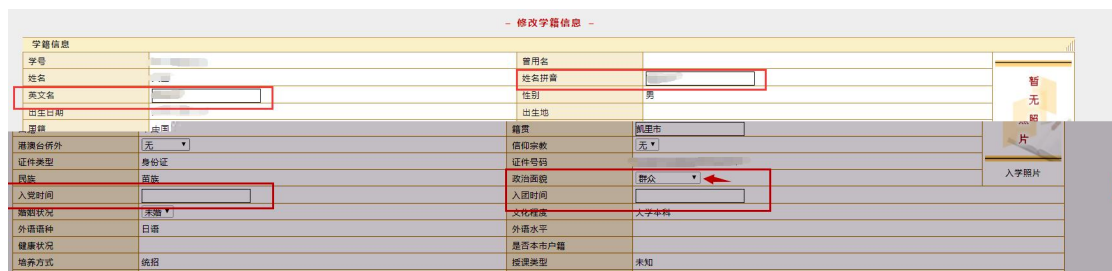 – 修改学籍信息 –
学籍信息
学号 曾用名
姓名 姓名拼音
英文名 性别 男
出生日期 出生地
国籍 籍贯 凯里市
港澳台侨外 无 信仰宗教 无
证件类型 身份证 证件号码
民族 苗族 政治面貌 群众
入党时间 入团时间
婚姻状况 未婚 文化程度 大学本科
外语语种 日语 外语水平
健康状况 是否本市户籍
培养方式 统招 授课类型 未知
暂
无
照
片
入学照片